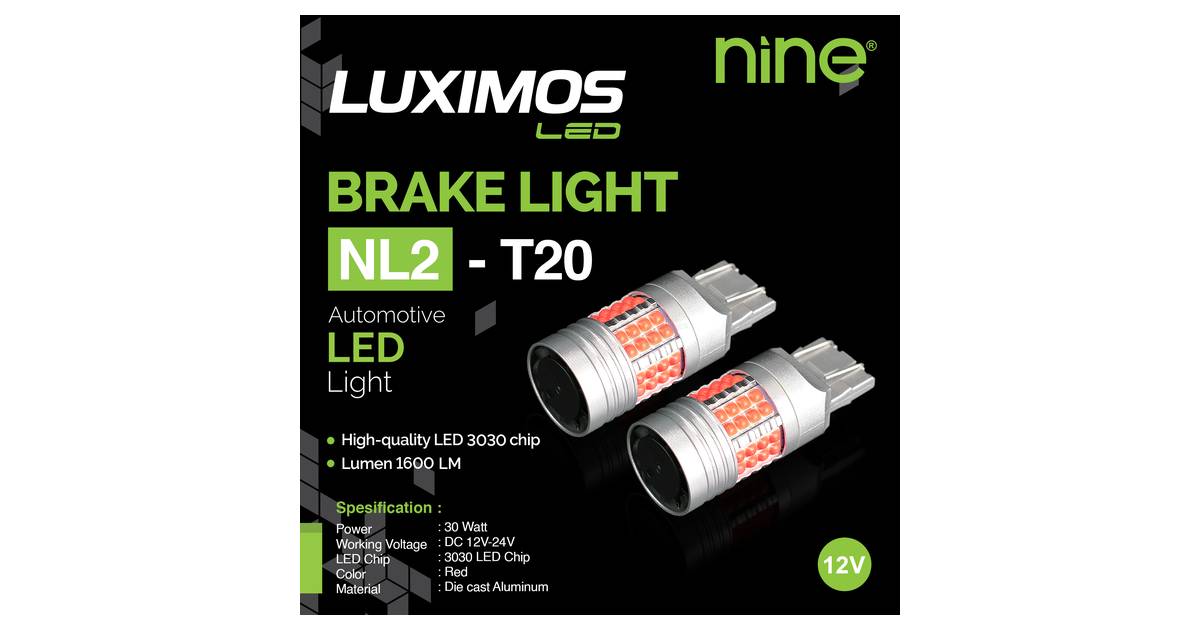 nine®
LUXIMOS
LED
BRAKE LIGHT
NL2 - T20
Automotive
LED
Light
• High-quality LED 3030 chip
• Lumen 1600 LM
Spesification :
Power : 30 Watt
Working Voltage : DC 12V-24V
LED Chip : 3030 LED Chip
Color : Red
Material : Die cast Aluminum
12V